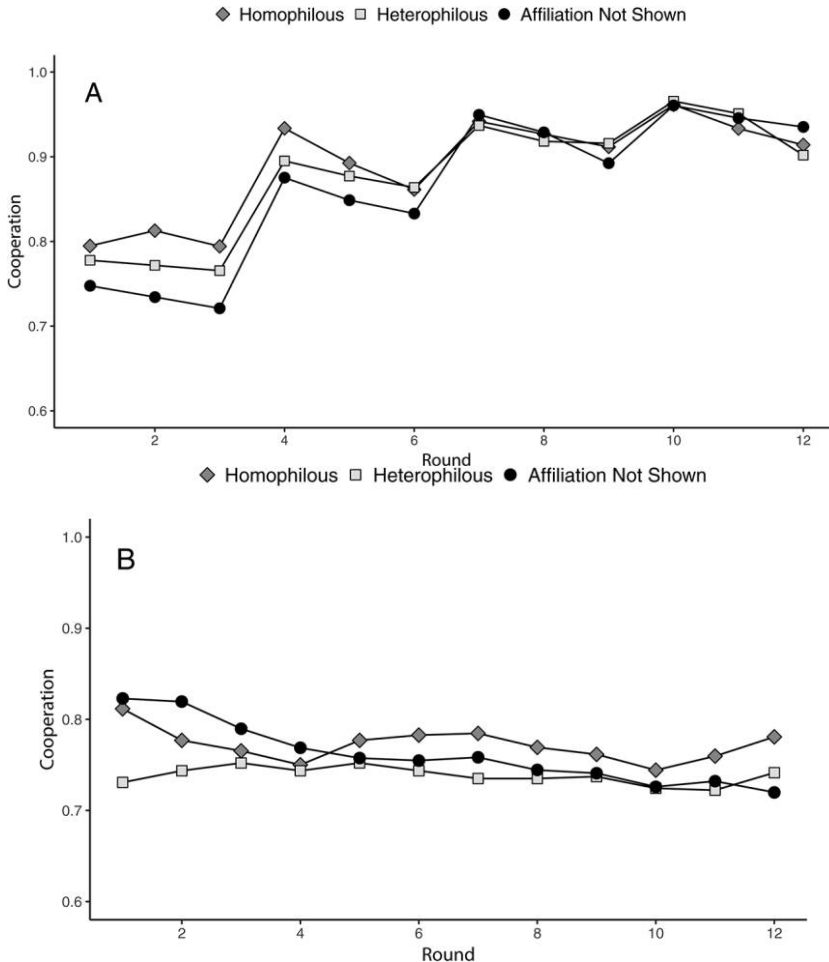 Homophilous Heterophilous Affiliation Not Shown
A
1.0
0.9
0.8
0.7
0.6
Cooperation
2 4 6 8 10 12
Round
Homophilous Heterophilous Affiliation Not Shown
B
1.0
0.9
0.8
0.7
0.6
Cooperation
2 4 6 8 10 12
Round